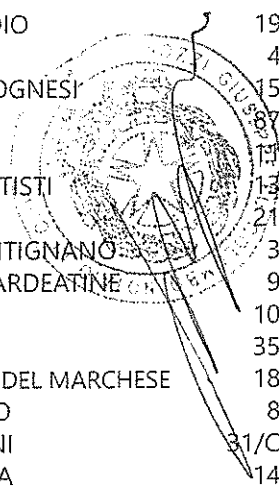 DIO 19
4
OGNESI 15
87
11
TISTI 13
21
NTIGNANO 3
ARDEATINE 9
10
35
DEL MARCHESE 18
O 8
NI 31/C
A 14